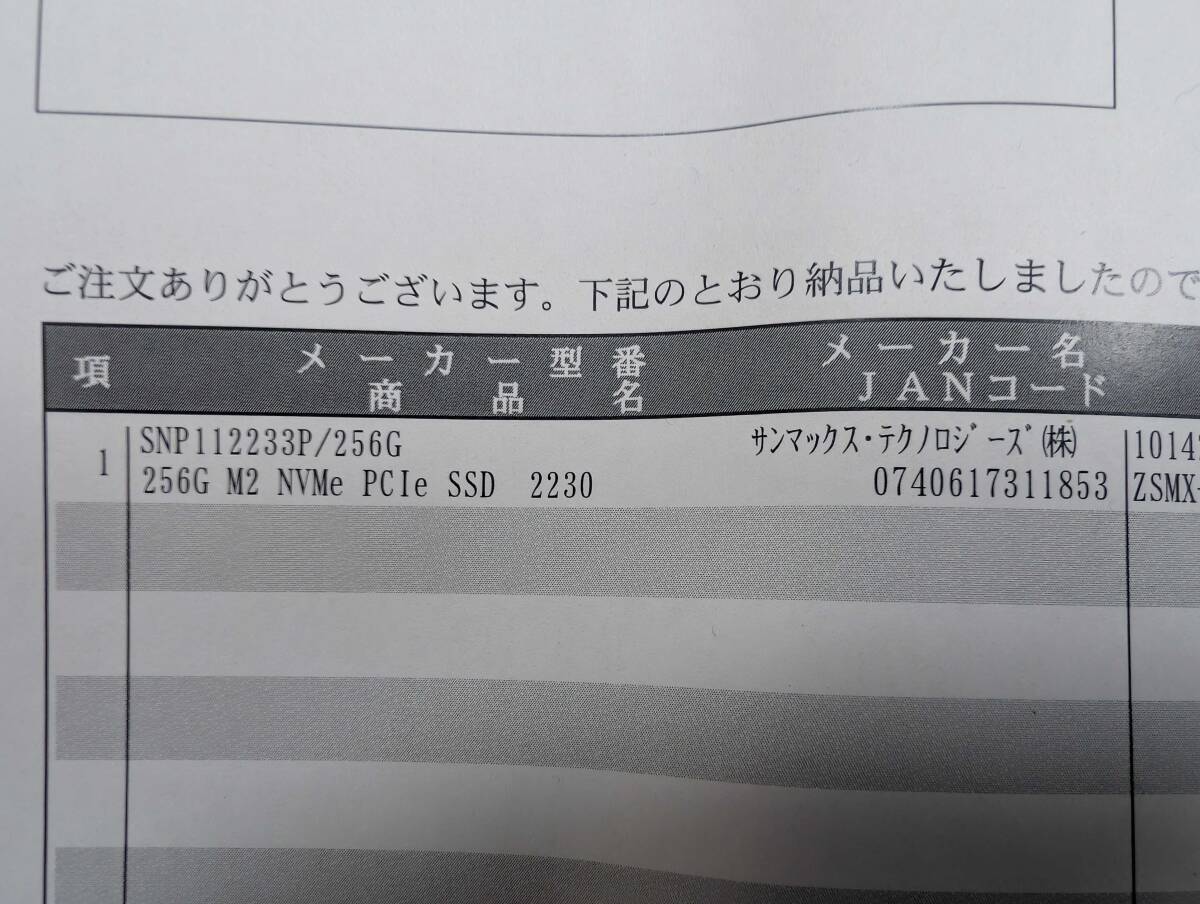 ご注文ありがとうございます。下記のとおり納品いたしましたので
項 メーカー型番 メーカー名
商品名 JANコード
1 SNP112233P/256G サンマックス・テクノロジーズ(株) 10142
256G M2 NVMe PCIe SSD 2230 0740617311853 ZSMX-